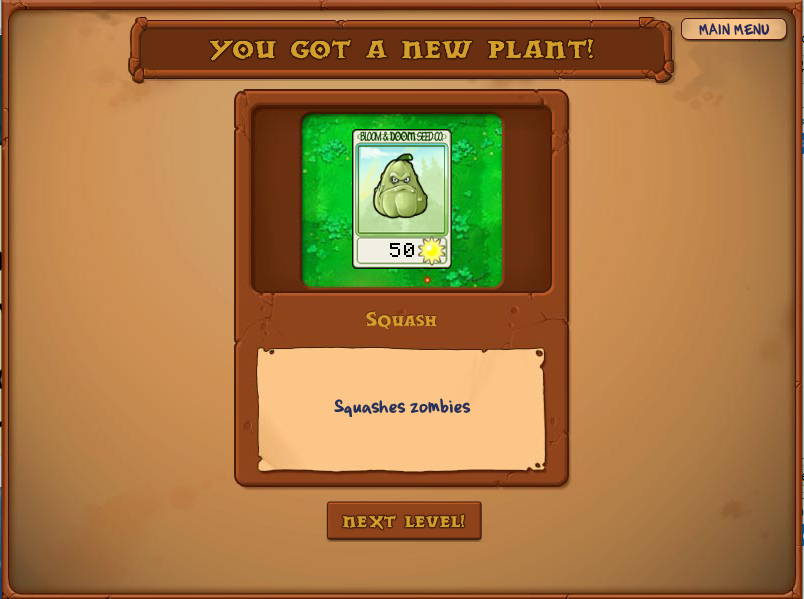 YOU GOT A NEW PLANT!
MAIN MENU
BLOOM & DOOM SEED CO.
50
SQUASH
Squashes zombies
NEXT LEVEL!